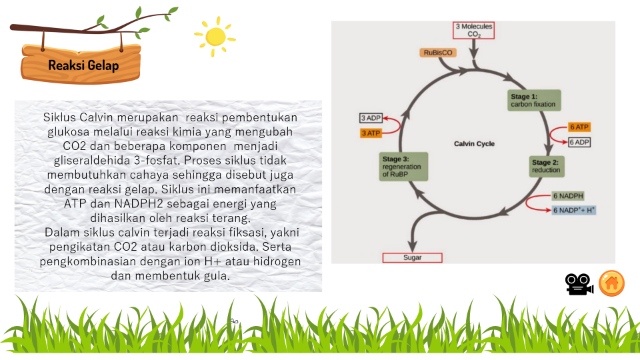 Reaksi Gelap
Siklus Calvin merupakan reaksi pembentukan
glukosa melalui reaksi kimia yang mengubah
CO2 dan beberapa komponen menjadi
gliseraldehida 3-fosfat. Proses siklus tidak
membutuhkan cahaya sehingga disebut juga
dengan reaksi gelap. Siklus ini memanfaatkan
ATP dan NADPH2 sebagai energi yang
dihasilkan oleh reaksi terang.
Dalam siklus calvin terjadi reaksi fiksasi, yakni
pengikatan CO2 atau karbon dioksida. Serta
pengkombinasian dengan ion H+ atau hidrogen
dan membentuk gula.
3 Molecules
CO₂
RuBisCO
Stage 1:
carbon fixation
3 ADP
3 ATP
6 ATP
6 ADP
Calvin Cycle
Stage 3:
regeneration
of RuBP
Stage 2:
reduction
6 NADPH
6 NADP⁺+ H⁺
Sugar